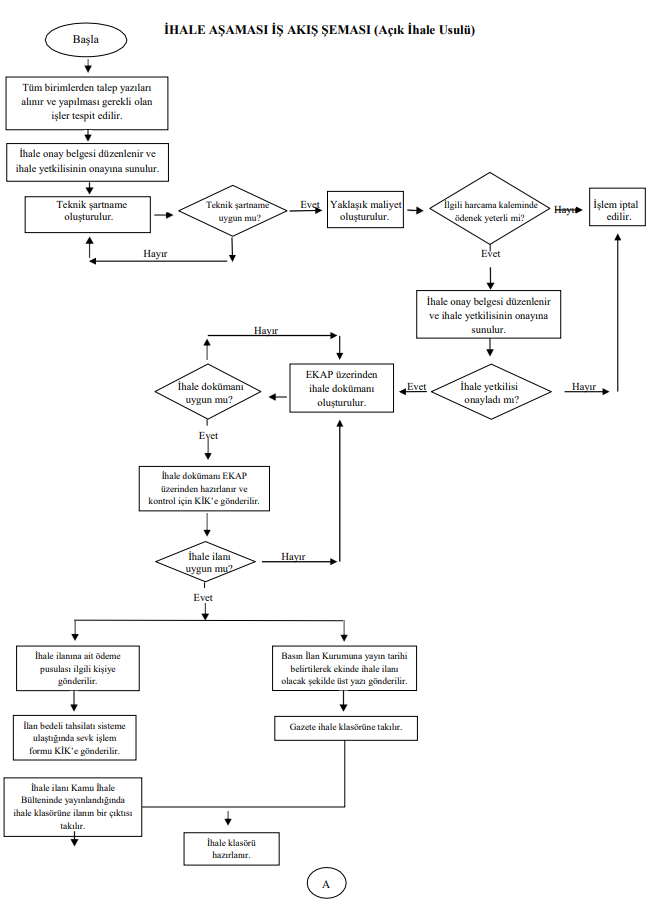 İHALE AŞAMASI İŞ AKIŞ ŞEMASI (Açık İhale Usulü)
Başla
Tüm birimlerden talep yazıları
alınır ve yapılması gerekli olan
işler tespit edilir.
İhale onay belgesi düzenlenir ve
ihale yetkilisinin onayına sunulur.
Teknik şartname
oluşturulur.
Teknik şartname
uygun mu?
Evet
Yaklaşık maliyet
oluşturulur.
İlgili harcama kaleminde
ödenek yeterli mi?
Hayır
İşlem iptal
edilir.
Hayır
Evet
İhale onay belgesi düzenlenir
ve ihale yetkilisinin onayına
sunulur.
Hayır
İhale dokümanı
uygun mu?
EKAP üzerinden
ihale dokümanı
oluşturulur.
Evet
İhale yetkilisi
onayladı mı?
Hayır
Evet
İhale dokümanı EKAP
üzerinden hazırlanır ve
kontrol için KİK’e gönderilir.
İhale ilanı
uygun mu?
Hayır
Evet
İhale ilanına ait ödeme
pusulası ilgili kişiye
gönderilir.
Basın İlan Kurumuna yayın tarihi
belirtilerek ekinde ihale ilanı
olacak şekilde üst yazı gönderilir.
İlan bedeli tahsilatı sisteme
ulaştığında sevk işlem
formu KİK’e gönderilir.
Gazete ihale klasörüne takılır.
İhale ilanı Kamu İhale
Bülteninde yayınlandığında
ihale klasörüne ilanın bir çıktısı
takılır.
İhale klasörü
hazırlanır.
A